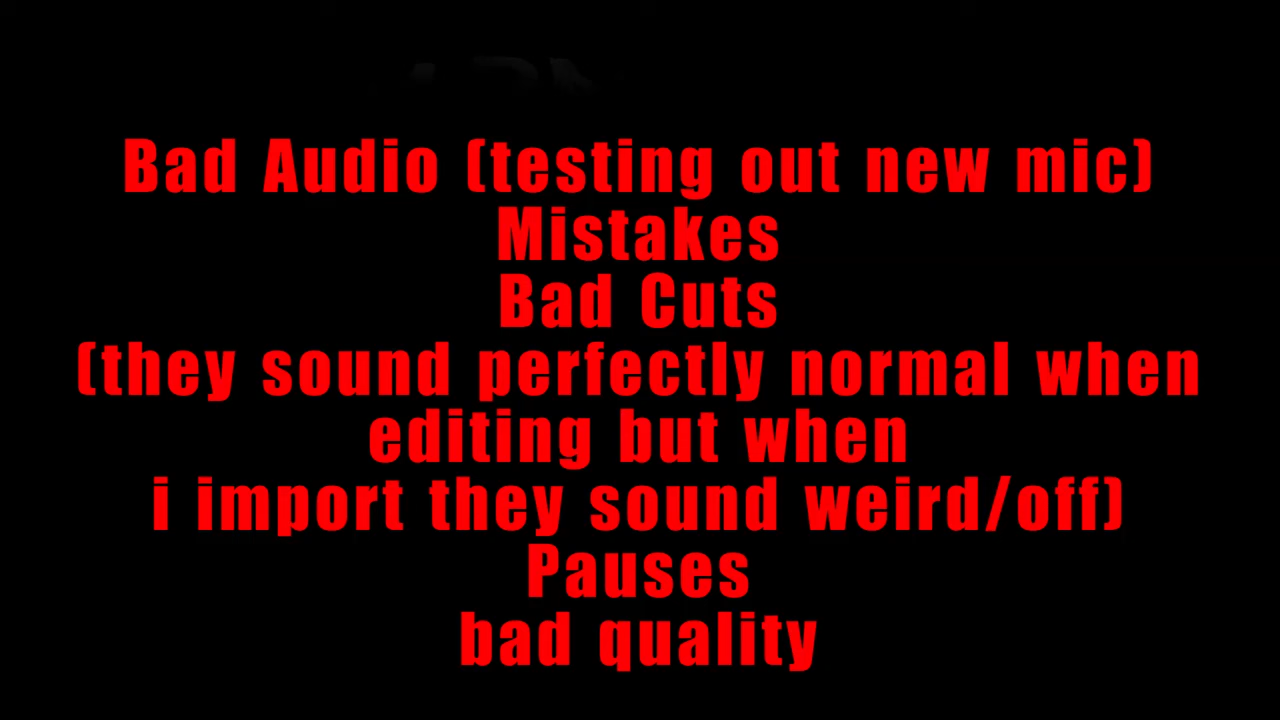 Bad Audio (testing out new mic)
Mistakes
Bad Cuts
(they sound perfectly normal when
editing but when
i import they sound weird/off)
Pauses
bad quality